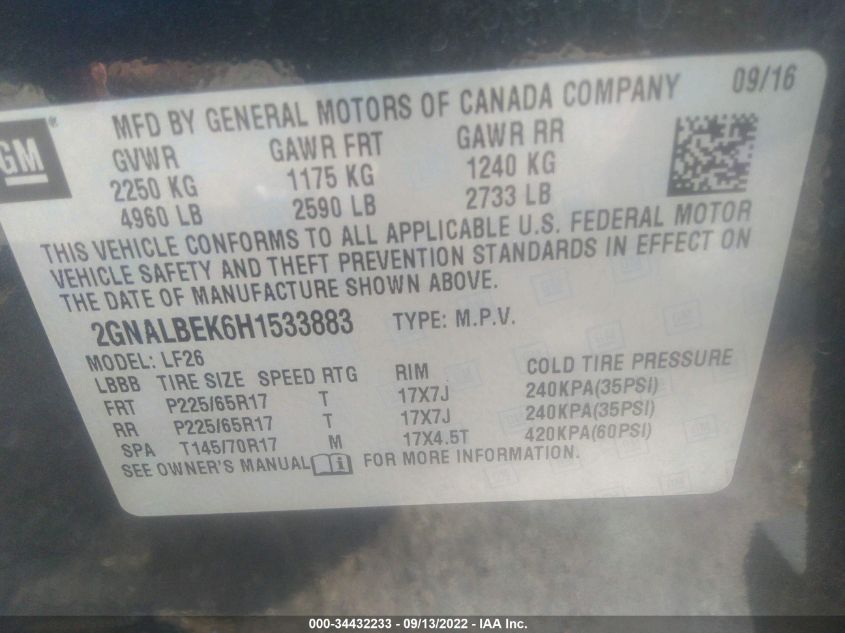 GM®
MFD BY GENERAL MOTORS OF CANADA COMPANY 09/16
GVWR GAWR FRT GAWR RR
2250 KG 1175 KG 1240 KG
4960 LB 2590 LB 2733 LB
THIS VEHICLE CONFORMS TO ALL APPLICABLE U.S. FEDERAL MOTOR
VEHICLE SAFETY AND THEFT PREVENTION STANDARDS IN EFFECT ON
THE DATE OF MANUFACTURE SHOWN ABOVE.
2GNALBEK6H1533883 TYPE: M.P.V.
MODEL: LF26
LBBB TIRE SIZE SPEED RTG RIM COLD TIRE PRESSURE
FRT P225/65R17 T 17X7J 240KPA(35PSI)
RR P225/65R17 T 17X7J 240KPA(35PSI)
SPA T145/70R17 M 17X4.5T 420KPA(60PSI)
SEE OWNER'S MANUAL FOR MORE INFORMATION.
000-34432233 - 09/13/2022 - IAA Inc.